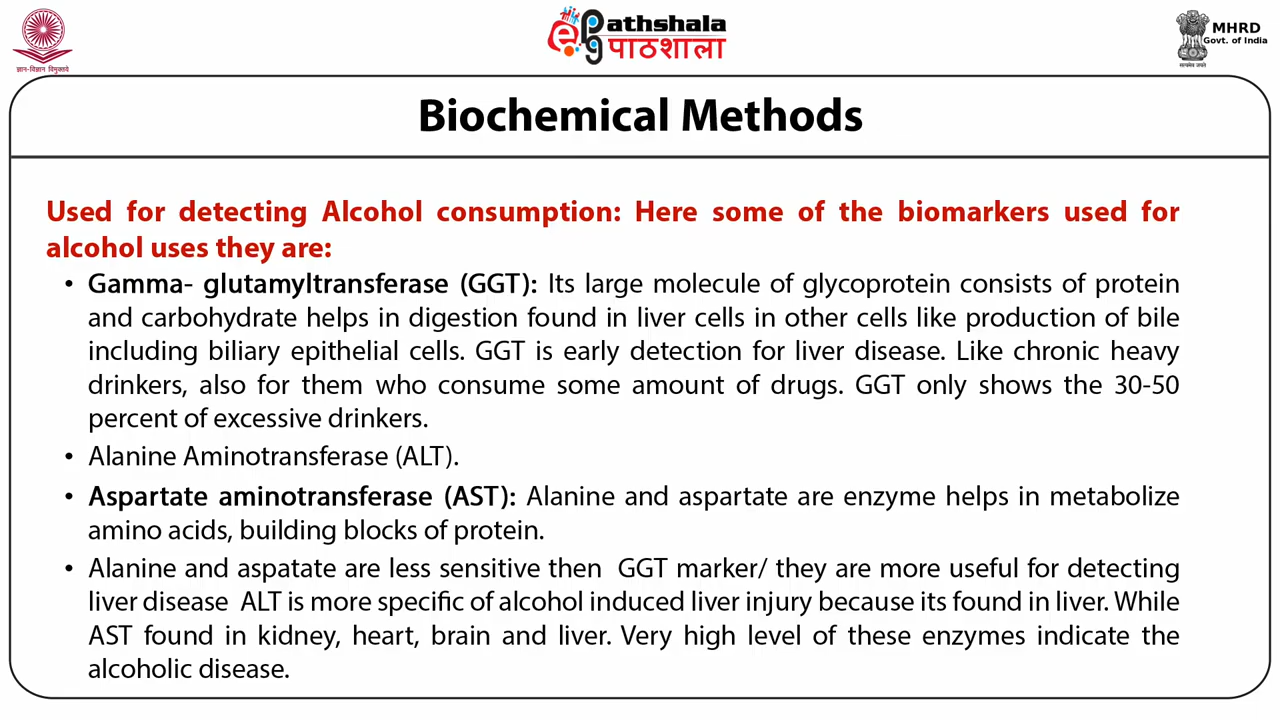 ज्ञान-विज्ञान विमुक्तये
ePathshala
पाठशाला
MHRD
Govt. of India
सत्यमेव जयते
Biochemical Methods
Used for detecting Alcohol consumption: Here some of the biomarkers used for
alcohol uses they are:
• Gamma- glutamyltransferase (GGT): Its large molecule of glycoprotein consists of protein
and carbohydrate helps in digestion found in liver cells in other cells like production of bile
including biliary epithelial cells. GGT is early detection for liver disease. Like chronic heavy
drinkers, also for them who consume some amount of drugs. GGT only shows the 30-50
percent of excessive drinkers.
• Alanine Aminotransferase (ALT).
• Aspartate aminotransferase (AST): Alanine and aspartate are enzyme helps in metabolize
amino acids, building blocks of protein.
• Alanine and aspatate are less sensitive then  GGT marker/ they are more useful for detecting
liver disease  ALT is more specific of alcohol induced liver injury because its found in liver. While
AST found in kidney, heart, brain and liver. Very high level of these enzymes indicate the
alcoholic disease.